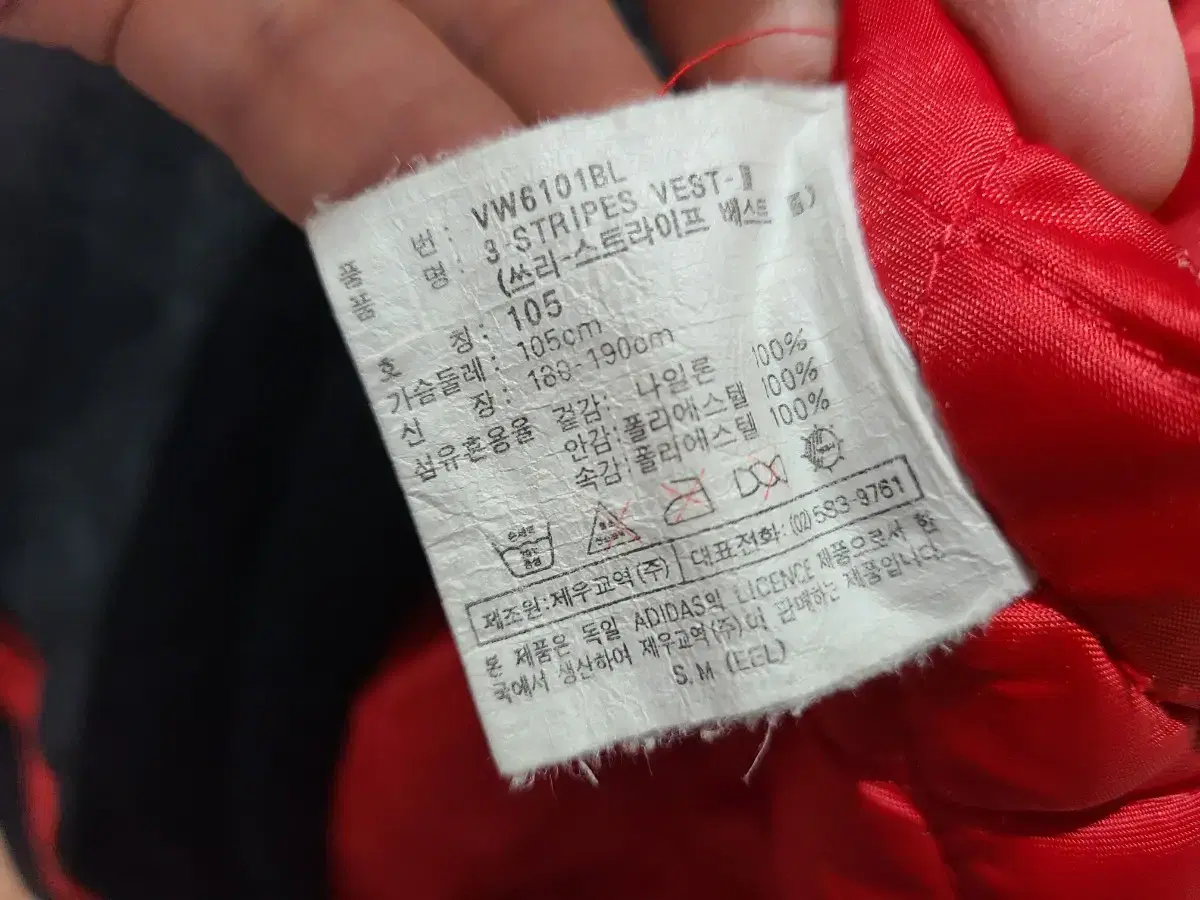 품 번: VW6101BL
품 명: 3-STRIPES VEST-Ⅱ
(쓰리-스트라이프 베스트
호 칭: 105
가슴둘레: 105cm
신 장: -190cm
섬유혼용율 겉감: 나일론 100%
안감: 폴리에스텔 100%
속감: 폴리에스텔 100%
제조원: 제우교역(주) 대표전화: (02)583-9761
본 제품은 독일 ADIDAS의 LICENCE 제품으로서 한
국에서 생산하여 제우교역(주)이 판매하는 제품입니다
S.M (EEL)